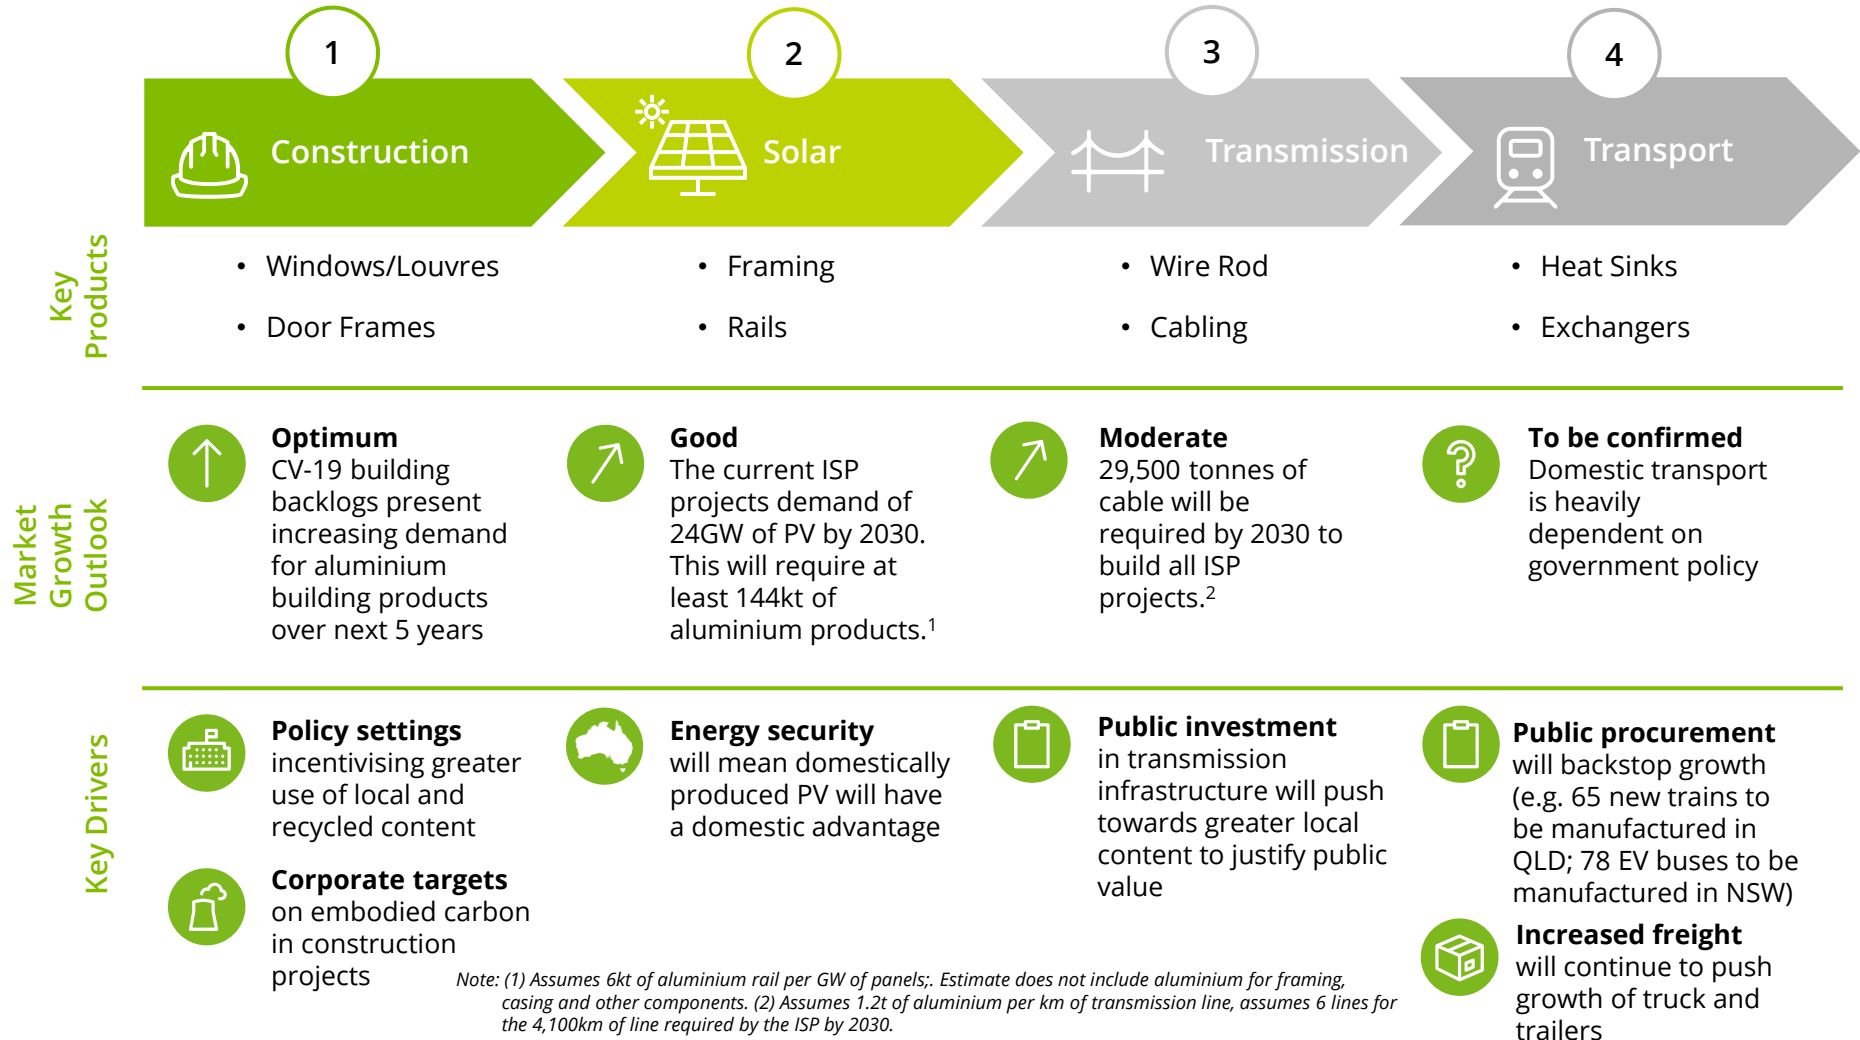 1
2
3
4
Construction
Solar
Transmission
Transport
Key
Products
• Windows/Louvres
• Door Frames
• Framing
• Rails
• Wire Rod
• Cabling
• Heat Sinks
• Exchangers
Market
Growth
Outlook
Optimum
CV-19 building
backlogs present
increasing demand
for aluminium
building products
over next 5 years
Good
The current ISP
projects demand of
24GW of PV by 2030.
This will require at
least 144kt of
aluminium products.¹
Moderate
29,500 tonnes of
cable will be
required by 2030 to
build all ISP
projects.²
To be confirmed
Domestic transport
is heavily
dependent on
government policy
Key Drivers
Policy settings
incentivising greater
use of local and
recycled content
Corporate targets
on embodied carbon
in construction
projects
Energy security
will mean domestically
produced PV will have
a domestic advantage
Public investment
in transmission
infrastructure will push
towards greater local
content to justify public
value
Public procurement
will backstop growth
(e.g. 65 new trains to
be manufactured in
QLD; 78 EV buses to be
manufactured in NSW)
Increased freight
will continue to push
growth of truck and
trailers
Note: (1) Assumes 6kt of aluminium rail per GW of panels;. Estimate does not include aluminium for framing,
casing and other components. (2) Assumes 1.2t of aluminium per km of transmission line, assumes 6 lines for
the 4,100km of line required by the ISP by 2030.